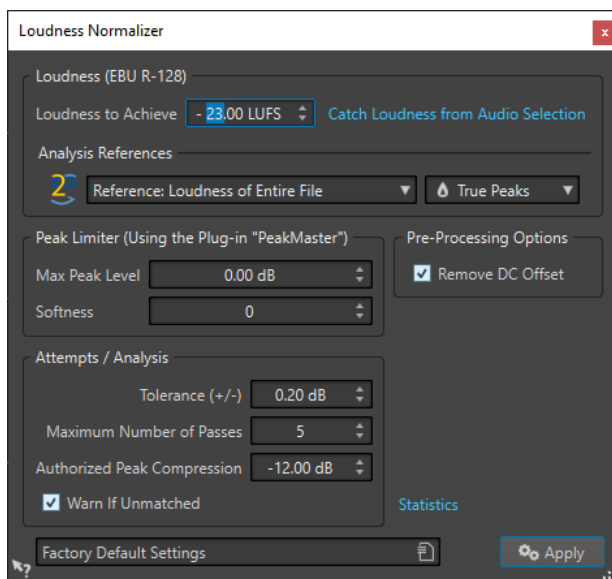 Loudness Normalizer
x
Loudness (EBU R-128)
Loudness to Achieve - 23.00 LUFS Catch Loudness from Audio Selection
Analysis References
2 Reference: Loudness of Entire File True Peaks
Peak Limiter (Using the Plug-in "PeakMaster") Pre-Processing Options
Max Peak Level 0.00 dB Remove DC Offset
Softness 0
Attempts / Analysis
Tolerance (+/-) 0.20 dB
Maximum Number of Passes 5
Authorized Peak Compression -12.00 dB
Warn If Unmatched Statistics
Factory Default Settings Apply
?